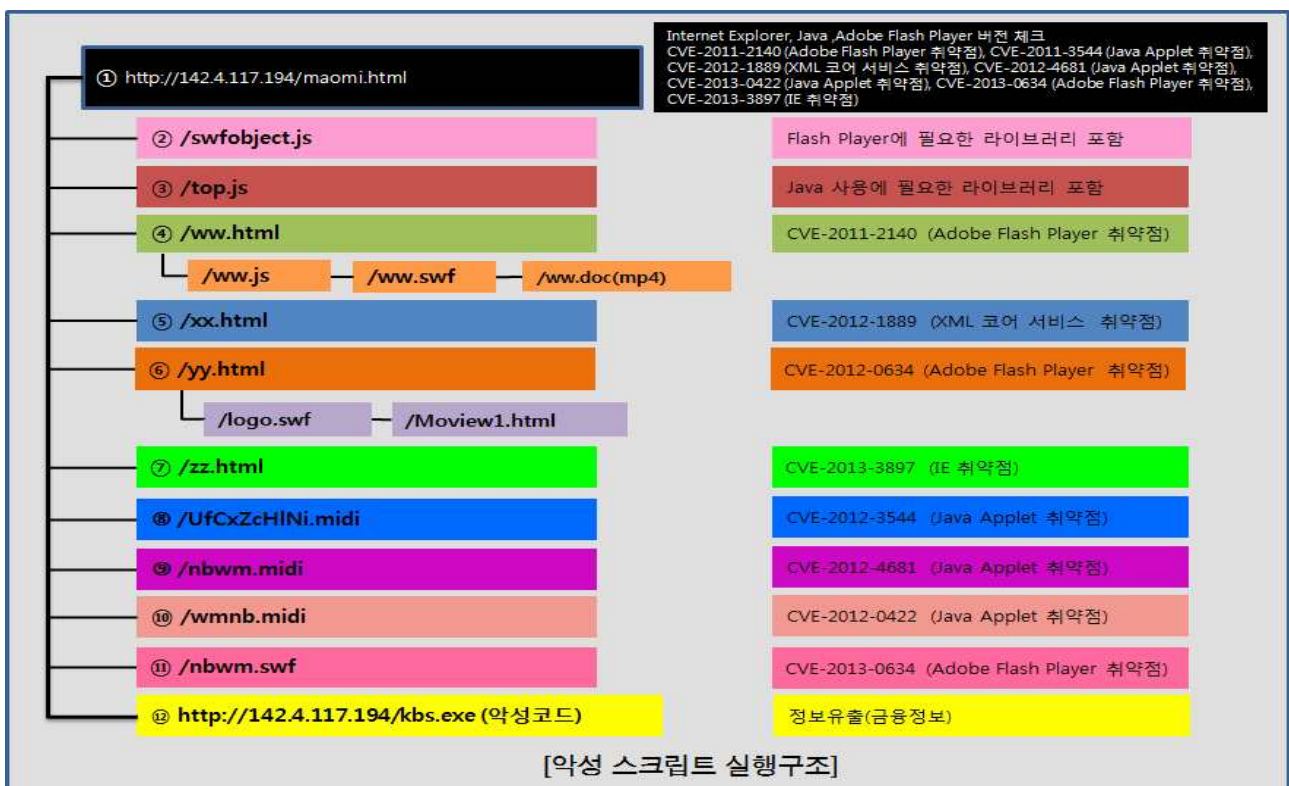 ① http://142.4.117.194/maomi.html
Internet Explorer, Java ,Adobe Flash Player 버전 체크
CVE-2011-2140 (Adobe Flash Player 취약점), CVE-2011-3544 (Java Applet 취약점),
CVE-2012-1889 (XML 코어 서비스 취약점), CVE-2012-4681 (Java Applet 취약점),
CVE-2013-0422 (Java Applet 취약점), CVE-2013-0634 (Adobe Flash Player 취약점),
CVE-2013-3897 (IE 취약점)
② /swfobject.js
Flash Player에 필요한 라이브러리 포함
③ /top.js
Java 사용에 필요한 라이브러리 포함
④ /ww.html
CVE-2011-2140 (Adobe Flash Player 취약점)
/ww.js
/ww.swf
/ww.doc(mp4)
⑤ /xx.html
CVE-2012-1889 (XML 코어 서비스 취약점)
⑥ /yy.html
CVE-2012-0634 (Adobe Flash Player 취약점)
/logo.swf
/Moview1.html
⑦ /zz.html
CVE-2013-3897 (IE 취약점)
⑧ /UfCxZcHlNi.midi
CVE-2012-3544 (Java Applet 취약점)
⑨ /nbwm.midi
CVE-2012-4681 (Java Applet 취약점)
⑩ /wmnb.midi
CVE-2012-0422 (Java Applet 취약점)
⑪ /nbwm.swf
CVE-2013-0634 (Adobe Flash Player 취약점)
⑫ http://142.4.117.194/kbs.exe (악성코드)
정보유출(금융정보)
[악성 스크립트 실행구조]